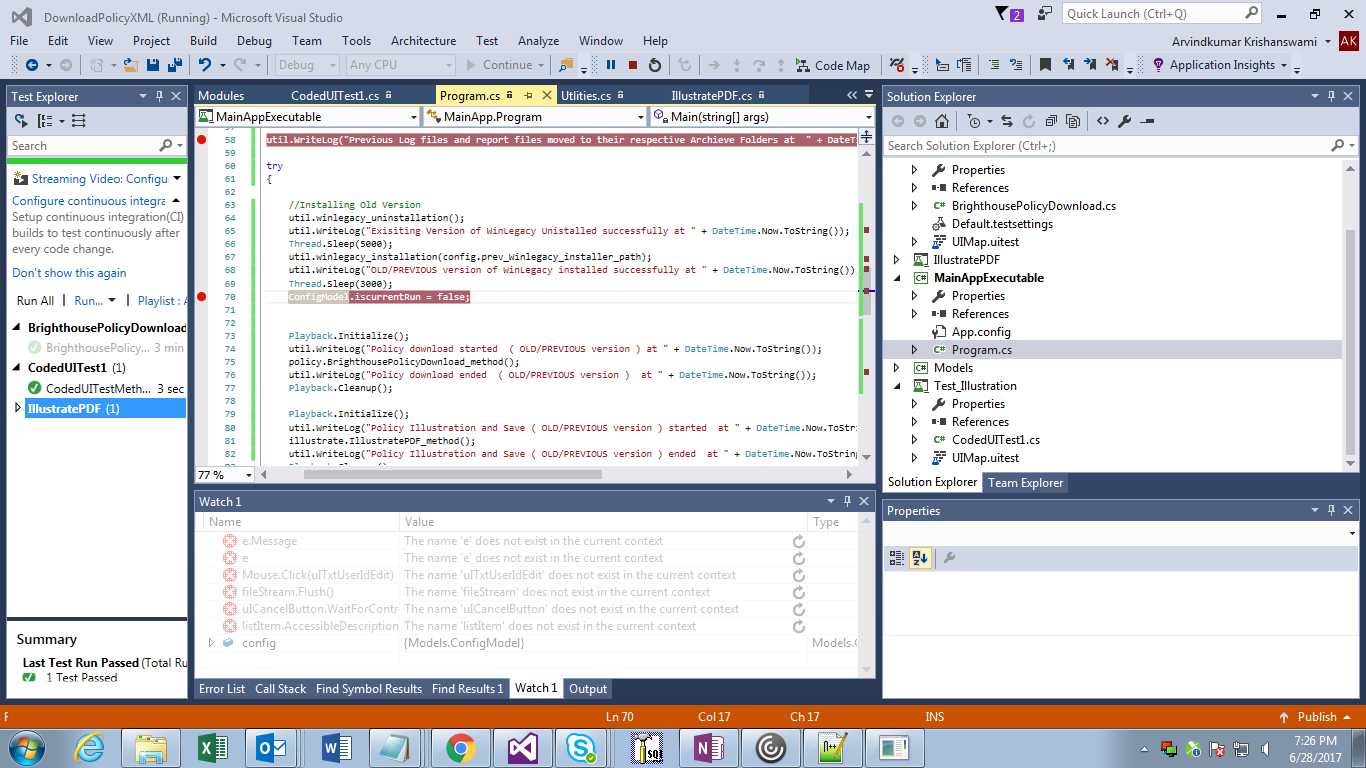 DownloadPolicyXML (Running) - Microsoft Visual Studio
2
Quick Launch (Ctrl+Q)
File Edit View Project Build Debug Team Tools Architecture Test Analyze Window Help
Arvindkumar Krishanswami AK
Debug Any CPU Continue Code Map Application Insights
Test Explorer
Search
Streaming Video: Configu
Configure continuous integra
Setup continuous integration(CI)
builds to test continuously after
every code change.
Don't show this again
Run All Run... Playlist : A
BrighthousePolicyDownload
BrighthousePolicy... 3 min
CodedUITest1 (1)
CodedUITestMeth... 3 sec
IllustratePDF (1)
Summary
Last Test Run Passed (Total Ru
1 Test Passed
Modules CodedUITest1.cs Program.cs Utlities.cs IllustratePDF.cs
MainAppExecutable MainApp.Program Main(string[] args)
58 util.WriteLog("Previous Log files and report files moved to their respective Archieve Folders at " + DateTi
59
60 try
61 {
62
63 //Installing Old Version
64 util.winlegacy_uninstallation();
65 util.WriteLog("Exisiting Version of WinLegacy Unistalled successfully at " + DateTime.Now.ToString());
66 Thread.Sleep(5000);
67 util.winlegacy_installation(config.prev_Winlegacy_installer_path);
68 util.WriteLog("OLD/PREVIOUS version of WinLegacy installed successfully at " + DateTime.Now.ToString())
69 Thread.Sleep(3000);
70 ConfigModel.iscurrentRun = false;
71
72
73 Playback.Initialize();
74 util.WriteLog("Policy download started ( OLD/PREVIOUS version ) at " + DateTime.Now.ToString());
75 policy.BrighthousePolicyDownload_method();
76 util.WriteLog("Policy download ended ( OLD/PREVIOUS version ) at " + DateTime.Now.ToString());
77 Playback.Cleanup();
78
79 Playback.Initialize();
80 util.WriteLog("Policy Illustration and Save ( OLD/PREVIOUS version ) started at " + DateTime.Now.ToStri
81 illustrate.IllustratePDF_method();
82 util.WriteLog("Policy Illustration and Save ( OLD/PREVIOUS version ) ended at " + DateTime.Now.ToString
77 %
Watch 1
Name Value Type
e.Message The name 'e' does not exist in the current context
e The name 'e' does not exist in the current context
Mouse.Click(uITxtUserIdEdit) The name 'uITxtUserIdEdit' does not exist in the current context
fileStream.Flush() The name 'fileStream' does not exist in the current context
uICancelButton.WaitForContr The name 'uICancelButton' does not exist in the current context
listItem.AccessibleDescription The name 'listItem' does not exist in the current context
config {Models.ConfigModel} Models.C
Error List Call Stack Find Symbol Results Find Results 1 Watch 1 Output
Solution Explorer
Search Solution Explorer (Ctrl+;)
Properties
References
BrighthousePolicyDownload.cs
Default.testsettings
UIMap.uitest
IllustratePDF
MainAppExecutable
Properties
References
App.config
Program.cs
Models
Test_Illustration
Properties
References
CodedUITest1.cs
UIMap.uitest
Solution Explorer Team Explorer
Properties
Ln 70 Col 17 Ch 17 INS Publish
7:26 PM
6/28/2017